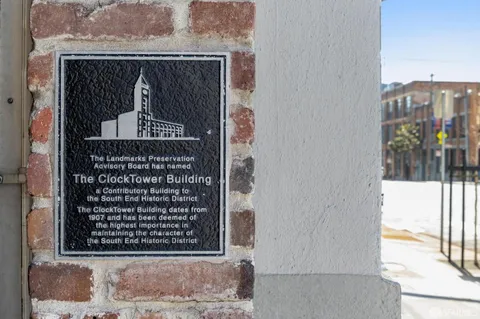 The Landmarks Preservation
Advisory Board has named
The ClockTower Building
a Contributory Building to
the South End Historic District
The ClockTower Building dates from
1907 and has been deemed of
the highest importance in
maintaining the character of
the South End Historic District